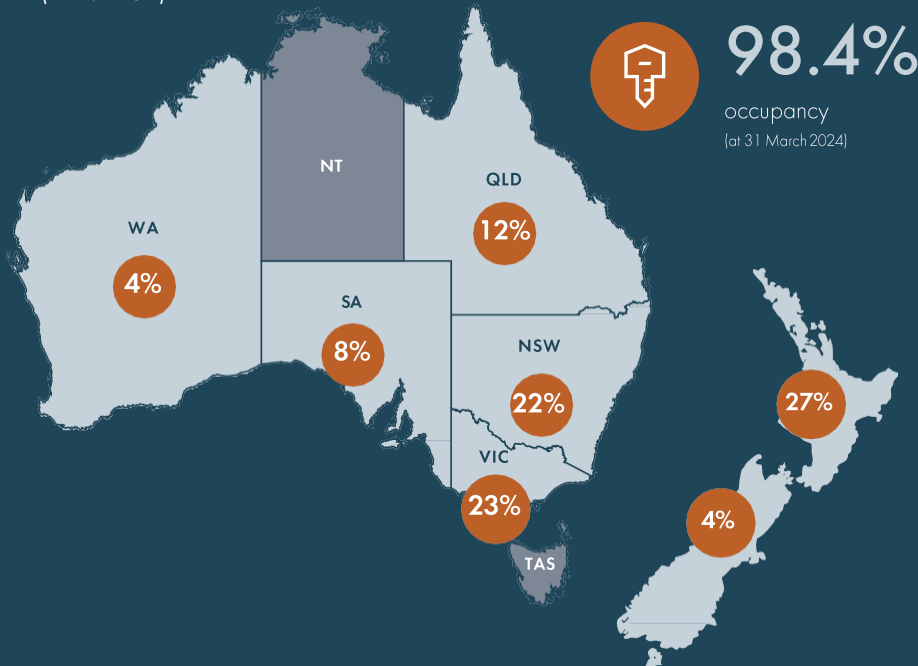 98.4%
occupancy
(at 31 March 2024)
NT
QLD
12%
WA
4%
SA
8%
NSW
22%
27%
VIC
23%
4%
TAS